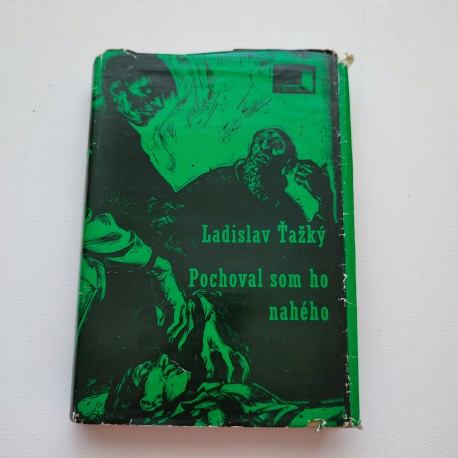 Ladislav Ťažký
Pochoval som ho
nahého